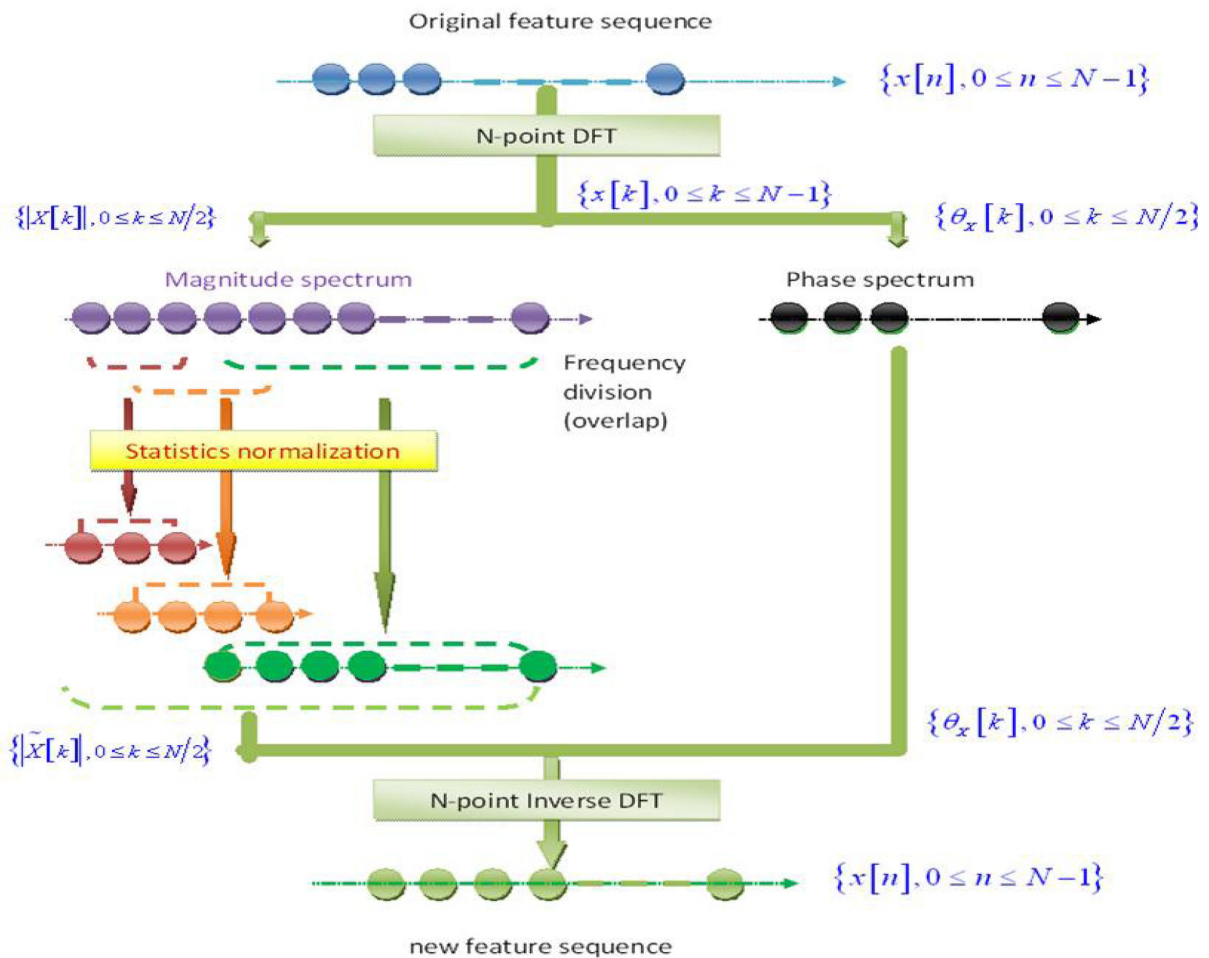 Original feature sequence
{x[n], 0 ≤ n ≤ N−1}
N-point DFT
{x[k], 0 ≤ k ≤ N−1}
{|X[k]|, 0 ≤ k ≤ N/2}
{θₓ[k], 0 ≤ k ≤ N/2}
Magnitude spectrum
Phase spectrum
Frequency
division
(overlap)
Statistics normalization
{|X̃[k]|, 0 ≤ k ≤ N/2}
{θₓ[k], 0 ≤ k ≤ N/2}
N-point Inverse DFT
{x[n], 0 ≤ n ≤ N−1}
new feature sequence